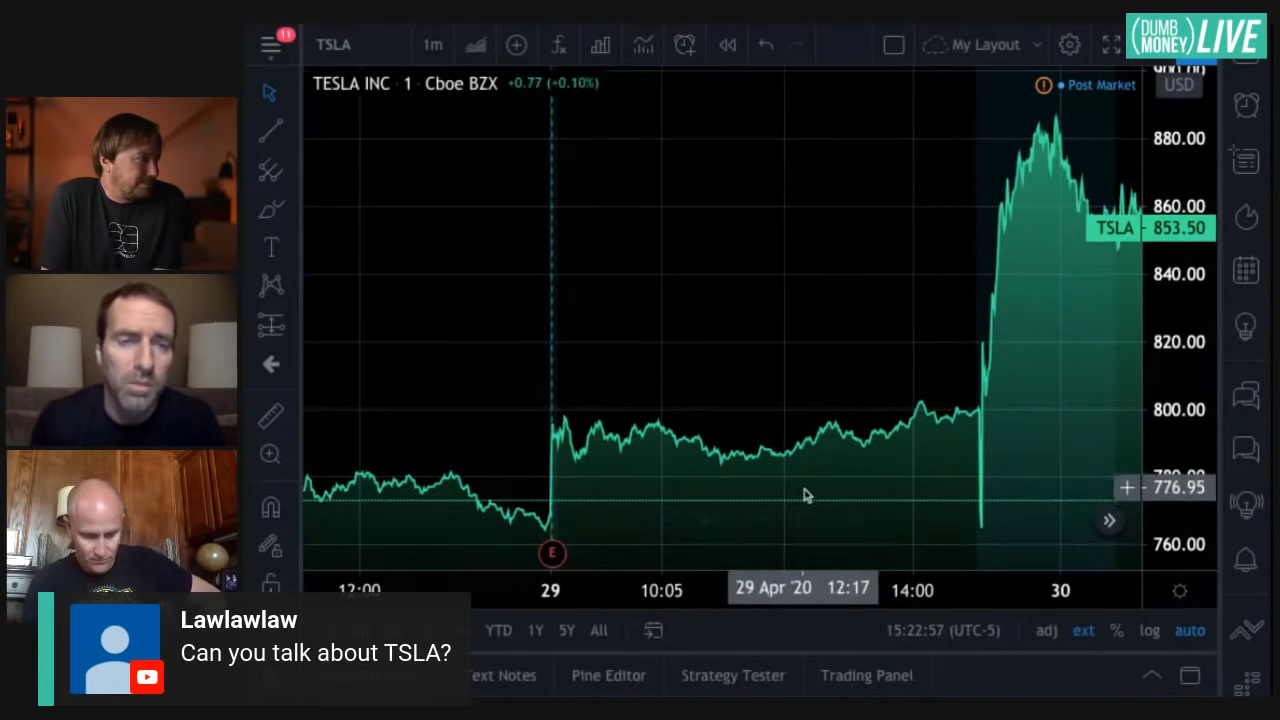 (DUMB
MONEY) LIVE
11
TSLA
1m
My Layout
TESLA INC · 1 · Cboe BZX +0.77 (+0.10%)
Post Market
USD
880.00
860.00
TSLA 853.50
840.00
820.00
800.00
776.95
760.00
E
12:00
29
10:05
29 Apr '20 12:17
14:00
30
YTD 1Y 5Y All
15:22:57 (UTC-5)
adj ext % log auto
ext Notes
Pine Editor
Strategy Tester
Trading Panel
Lawlawlaw
Can you talk about TSLA?